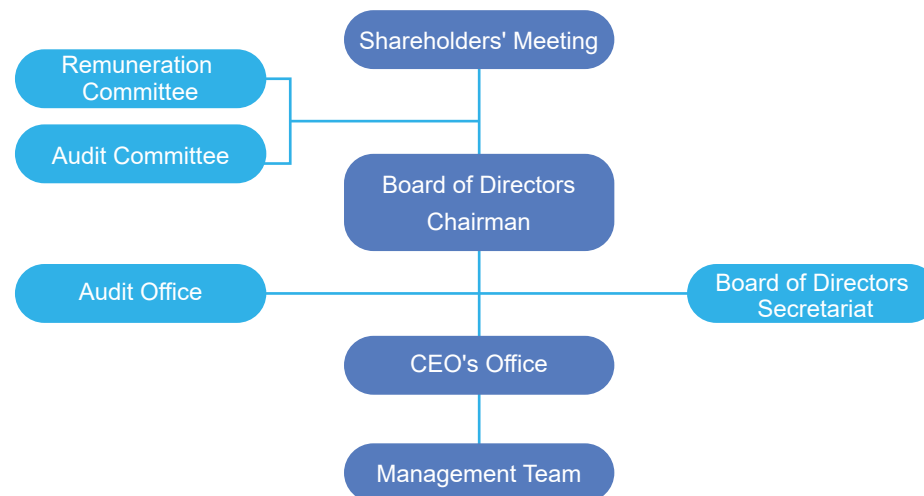 Shareholders' Meeting
Remuneration
Committee
Audit Committee
Board of Directors
Chairman
Audit Office
Board of Directors
Secretariat
CEO's Office
Management Team